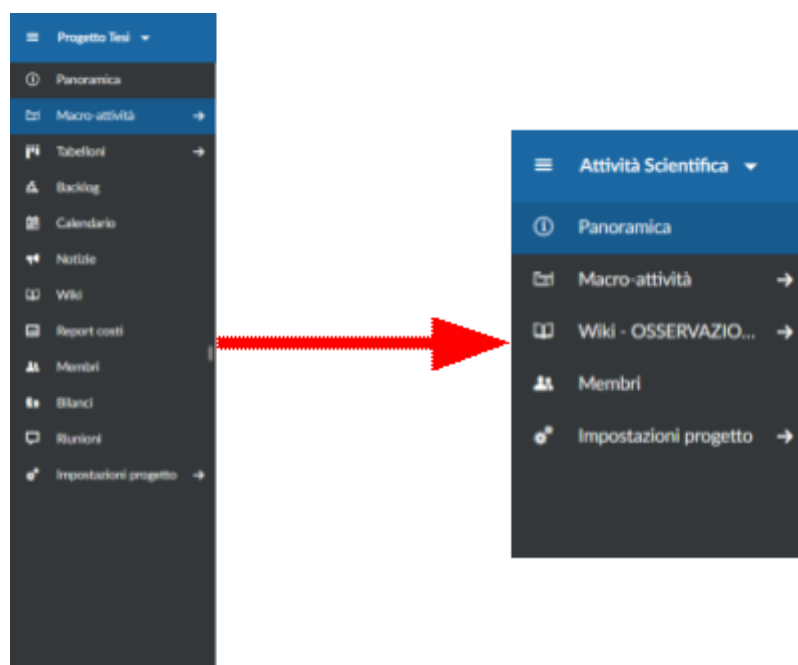 Progetto Tesi
Panoramica
Macro-attività
Tabelloni
Backlog
Calendario
Notizie
Wiki
Report costi
Membri
Bilanci
Riunioni
Impostazioni progetto
Attività Scientifica
Panoramica
Macro-attività
Wiki - OSSERVAZIO...
Membri
Impostazioni progetto